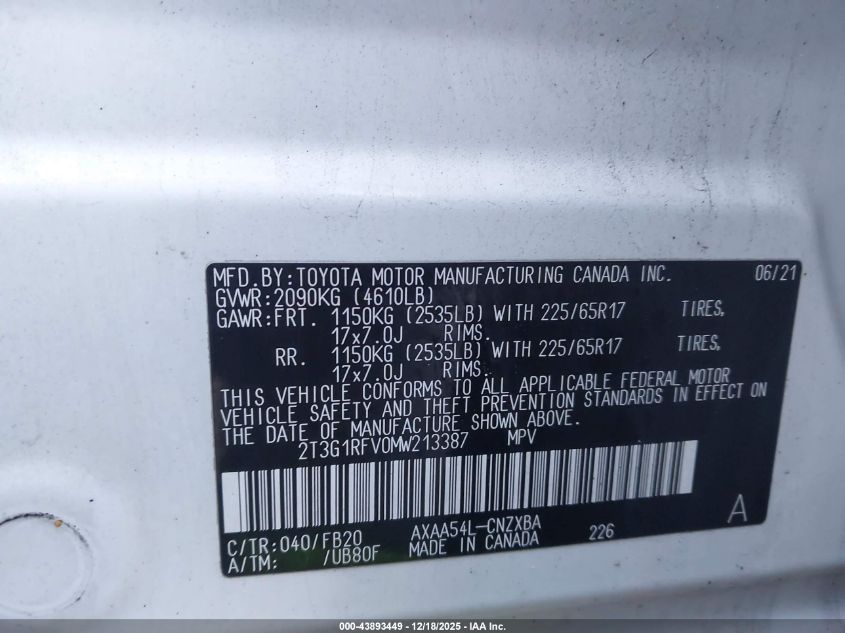 MFD.BY:TOYOTA MOTOR MANUFACTURING CANADA INC. 06/21
GVWR:2090KG (4610LB)
GAWR:FRT. 1150KG (2535LB) WITH 225/65R17 TIRES,
17x7.0J RIMS.
RR. 1150KG (2535LB) WITH 225/65R17 TIRES,
17x7.0J RIMS.
THIS VEHICLE CONFORMS TO ALL APPLICABLE FEDERAL MOTOR
VEHICLE SAFETY AND THEFT PREVENTION STANDARDS IN EFFECT ON
THE DATE OF MANUFACTURE SHOWN ABOVE.
2T3G1RFV0MW213387 MPV
C/TR:040/FB20 AXAA54L-CNZXBA 226 A
A/TM: /UB80F MADE IN CANADA
000-43893449 - 12/18/2025 - IAA Inc.